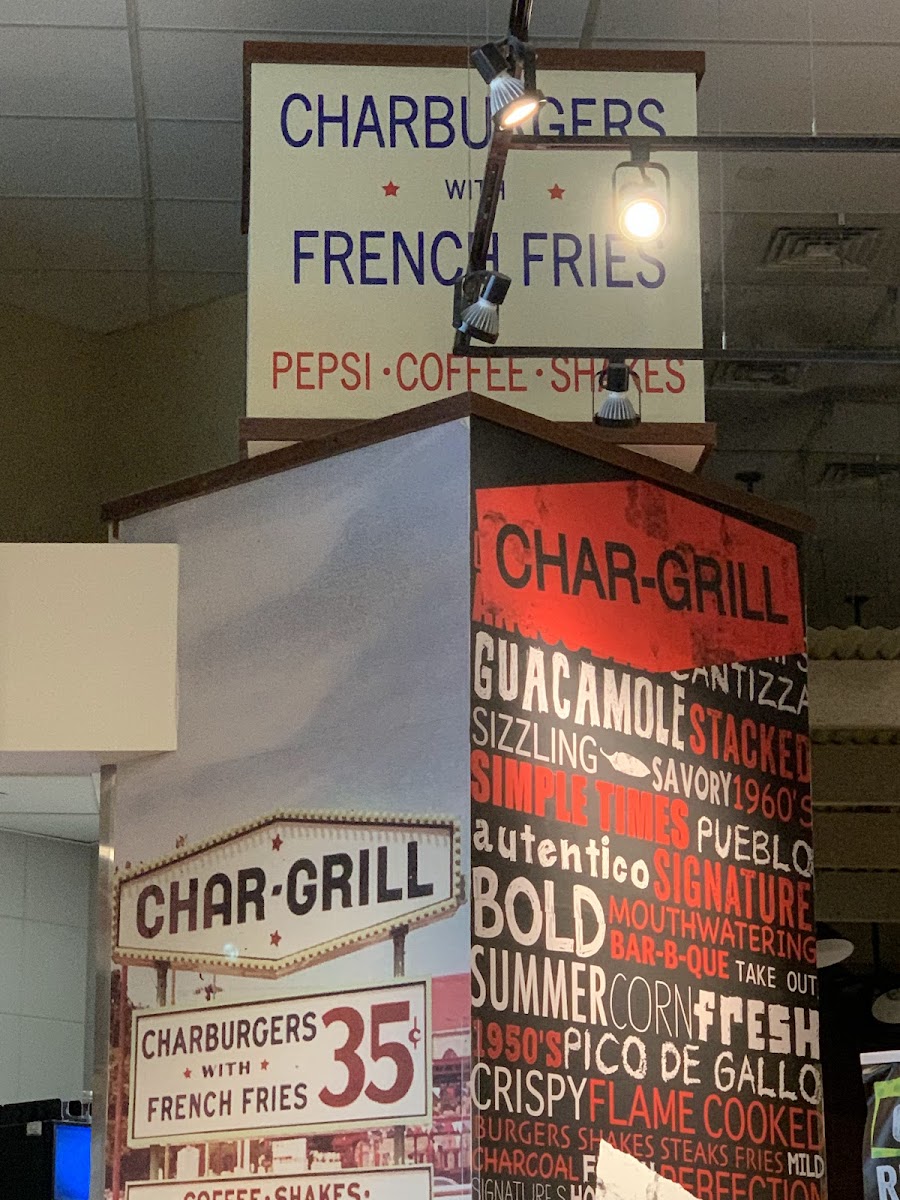 CHARBURGERS
WITH
FRENCH FRIES
PEPSI · COFFEE · SHAKES
CHAR-GRILL
CHARBURGERS
WITH
FRENCH FRIES
35¢
COFFEE · SHAKES ·
CHAR-GRILL
GUACAMOLE
STACKED
SIZZLING
SAVORY 1960'S
SIMPLE TIMES
PUEBLO
autentico
SIGNATURE
BOLD
MOUTHWATERING
BAR-B-QUE TAKE OUT
SUMMER CORN FRESH
1950'S PICO DE GALLO
CRISPY FLAME COOKED
BURGERS SHAKES STEAKS FRIES MILD
CHARCOAL